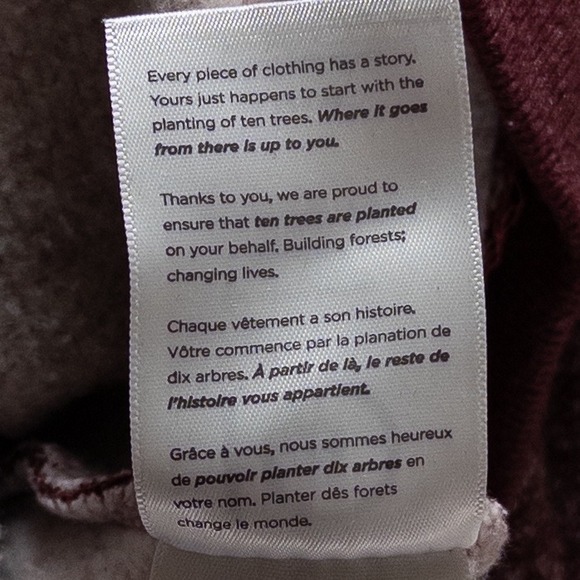 Every piece of clothing has a story.
Yours just happens to start with the
planting of ten trees. Where it goes
from there is up to you.
Thanks to you, we are proud to
ensure that ten trees are planted
on your behalf. Building forests;
changing lives.
Chaque vêtement a son histoire.
Vôtre commence par la planation de
dix arbres. À partir de là, le reste de
l'histoire vous appartient.
Grâce à vous, nous sommes heureux
de pouvoir planter dix arbres en
votre nom. Planter dês forets
change le monde.